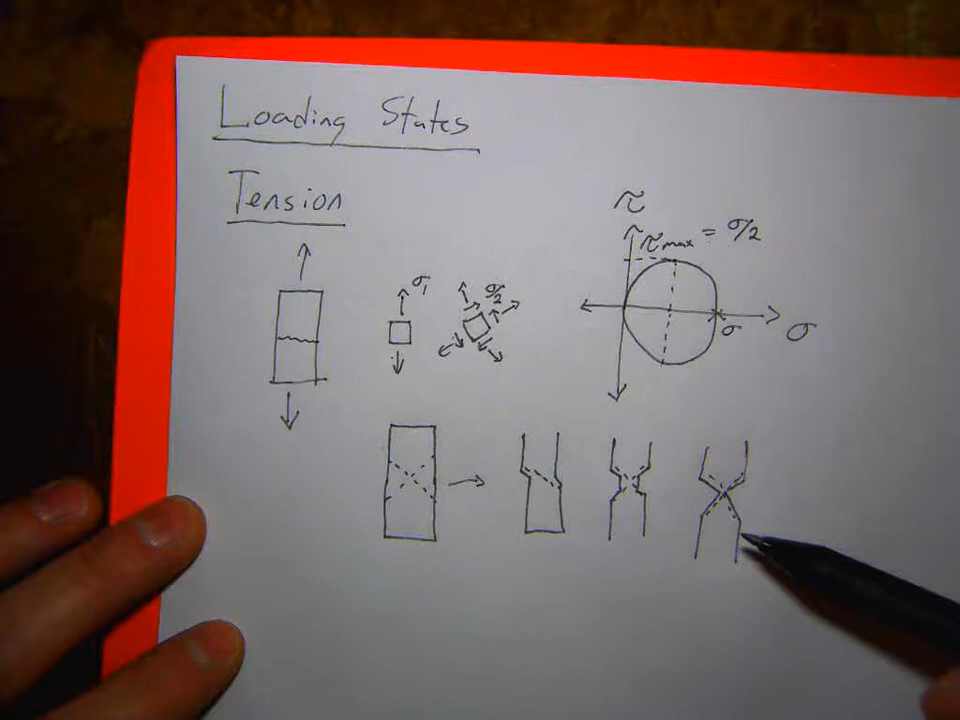 Loading States
Tension
τ
τmax = σ/2
σ1
σ/2
σ
σ